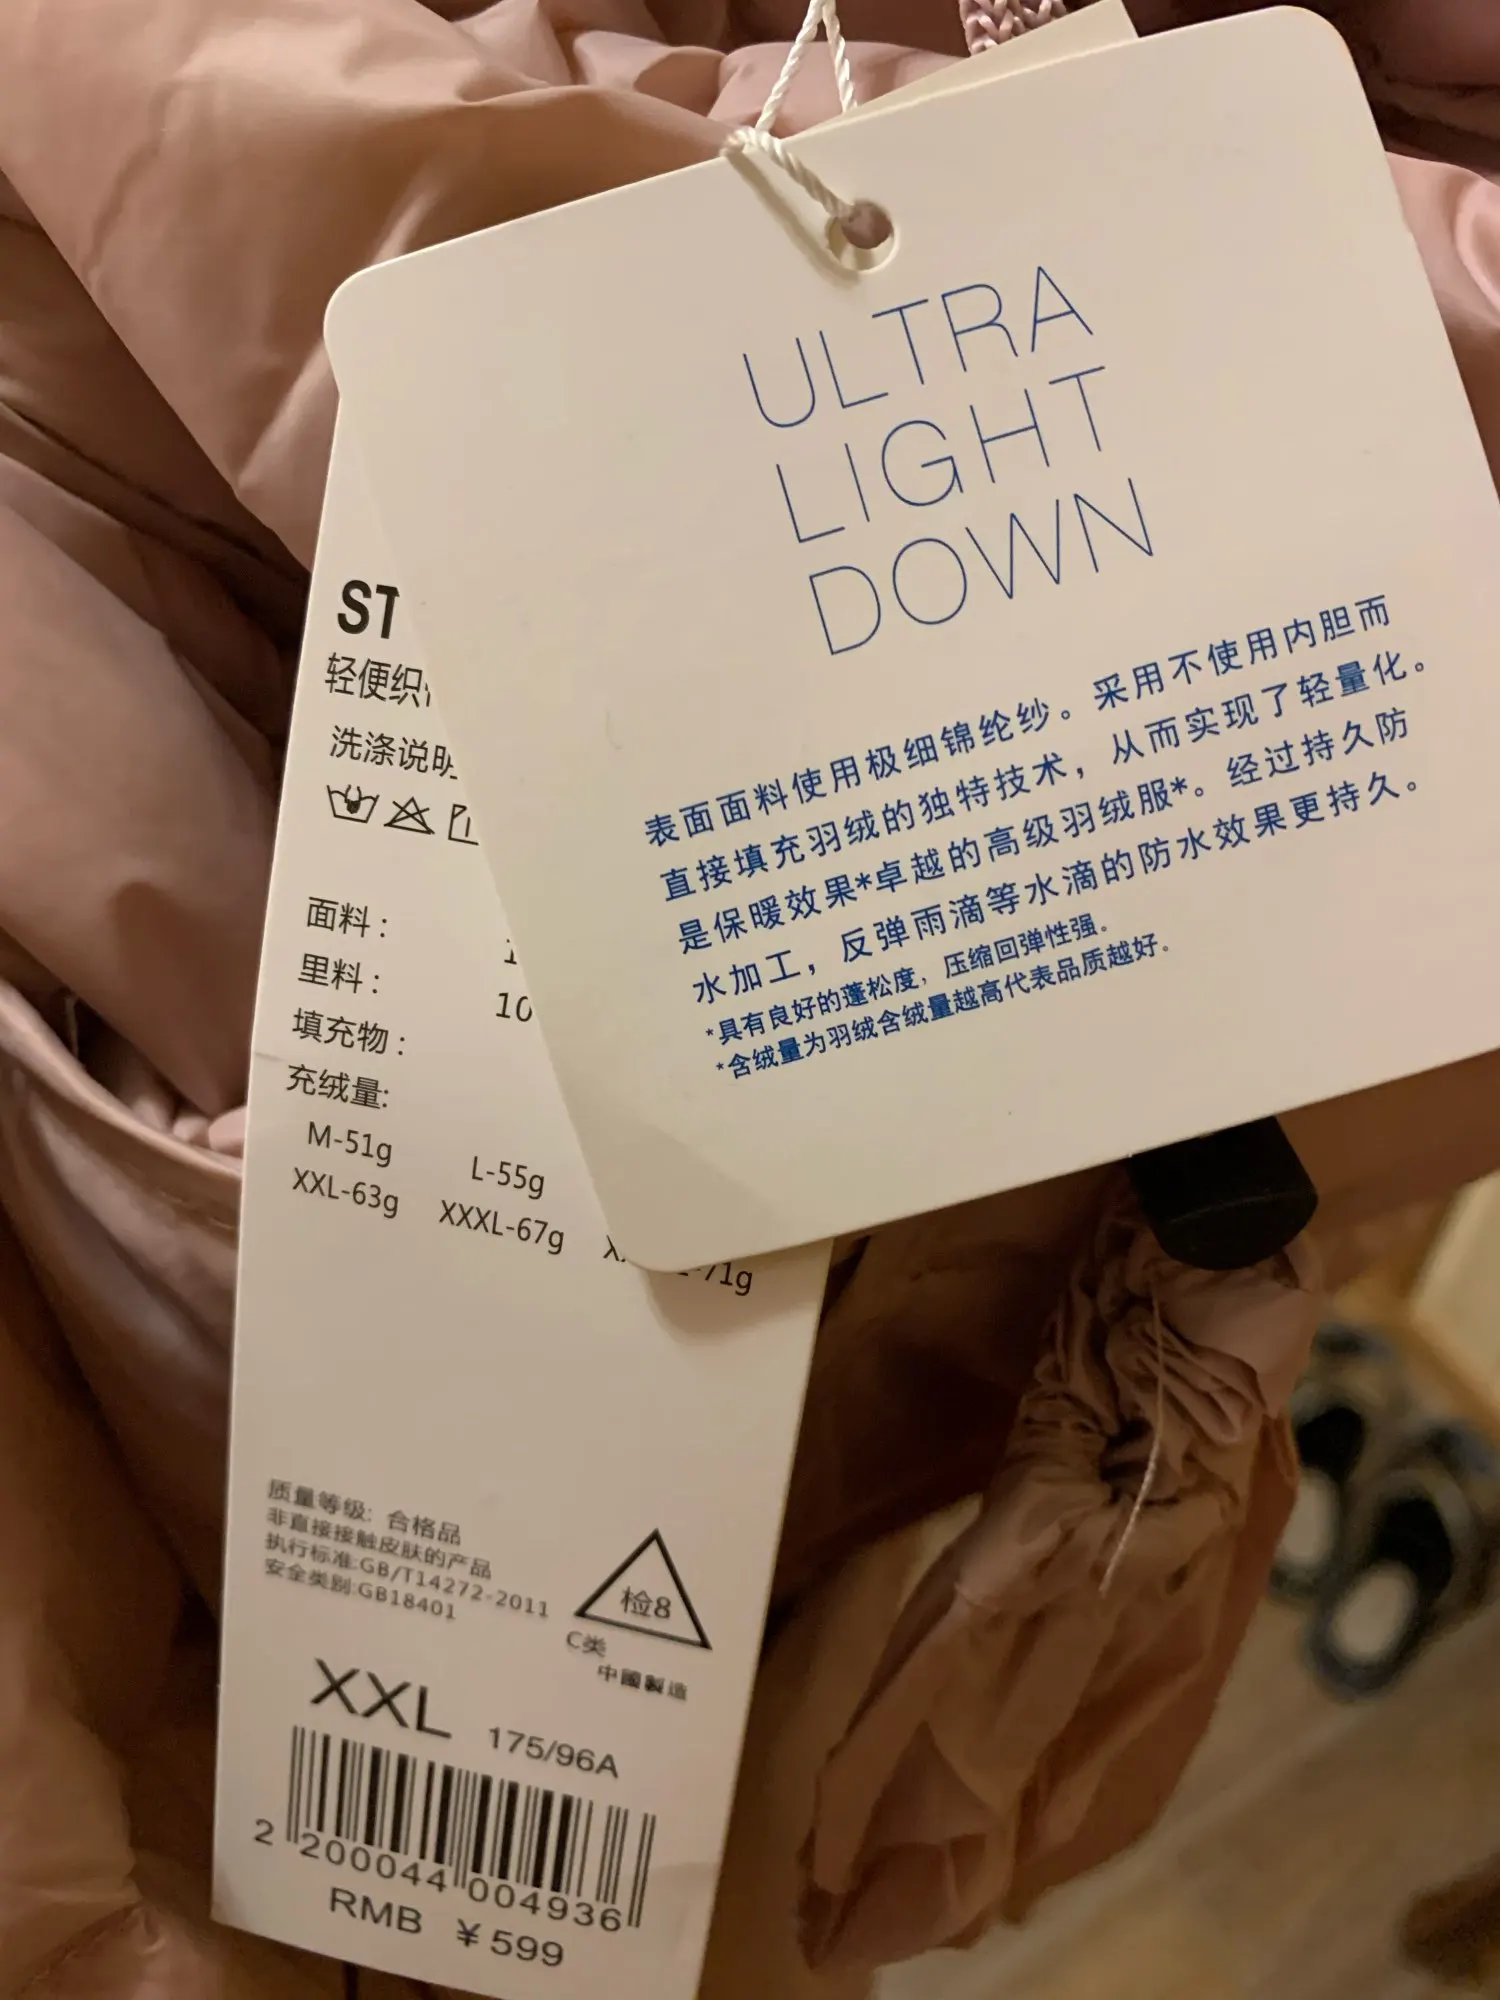 ULTRA
LIGHT
DOWN
表面面料使用极细锦纶纱。采用不使用内胆而
直接填充羽绒的独特技术，从而实现了轻量化。
是保暖效果*卓越的高级羽绒服*。经过持久防
水加工，反弹雨滴等水滴的防水效果更持久。
*具有良好的蓬松度，压缩回弹性强。
*含绒量为羽绒含绒量越高代表品质越好。
ST
轻便织
洗涤说明
面料：
里料： 10
填充物：
充绒量:
M-51g L-55g
XXL-63g XXXL-67g -71g
质量等级: 合格品
非直接接触皮肤的产品
执行标准:GB/T14272-2011
安全类别:GB18401
检8
C类
中國製造
XXL 175/96A
2 200044 004936
RMB ¥599